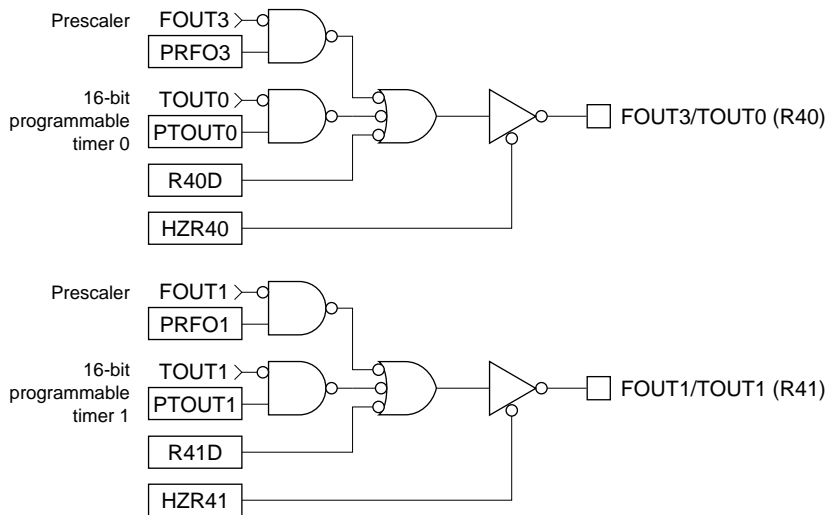 Prescaler
FOUT3
PRFO3
16-bit
programmable
timer 0
TOUT0
PTOUT0
R40D
HZR40
FOUT3/TOUT0 (R40)
Prescaler
FOUT1
PRFO1
16-bit
programmable
timer 1
TOUT1
PTOUT1
R41D
HZR41
FOUT1/TOUT1 (R41)